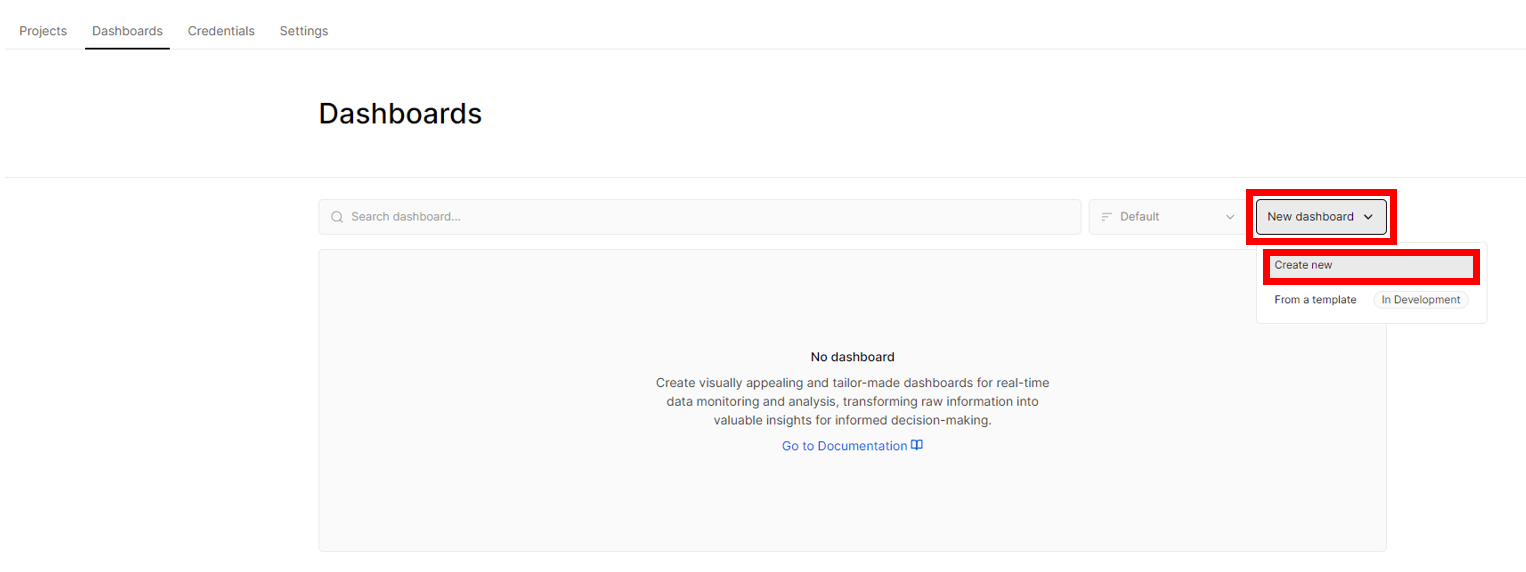 Projects Dashboards Credentials Settings
Dashboards
Search dashboard... Default New dashboard
Create new
From a template In Development
No dashboard
Create visually appealing and tailor-made dashboards for real-time
data monitoring and analysis, transforming raw information into
valuable insights for informed decision-making.
Go to Documentation